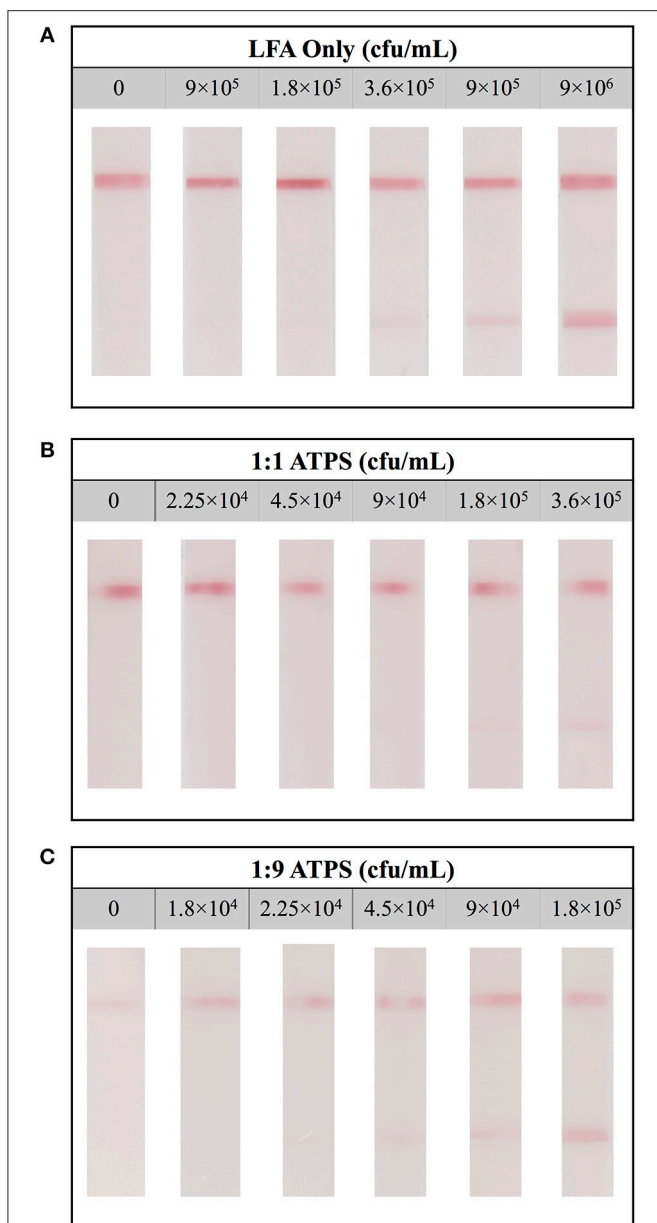 A
LFA Only (cfu/mL)
0 9×10⁵ 1.8×10⁵ 3.6×10⁵ 9×10⁵ 9×10⁶
B
1:1 ATPS (cfu/mL)
0 2.25×10⁴ 4.5×10⁴ 9×10⁴ 1.8×10⁵ 3.6×10⁵
C
1:9 ATPS (cfu/mL)
0 1.8×10⁴ 2.25×10⁴ 4.5×10⁴ 9×10⁴ 1.8×10⁵